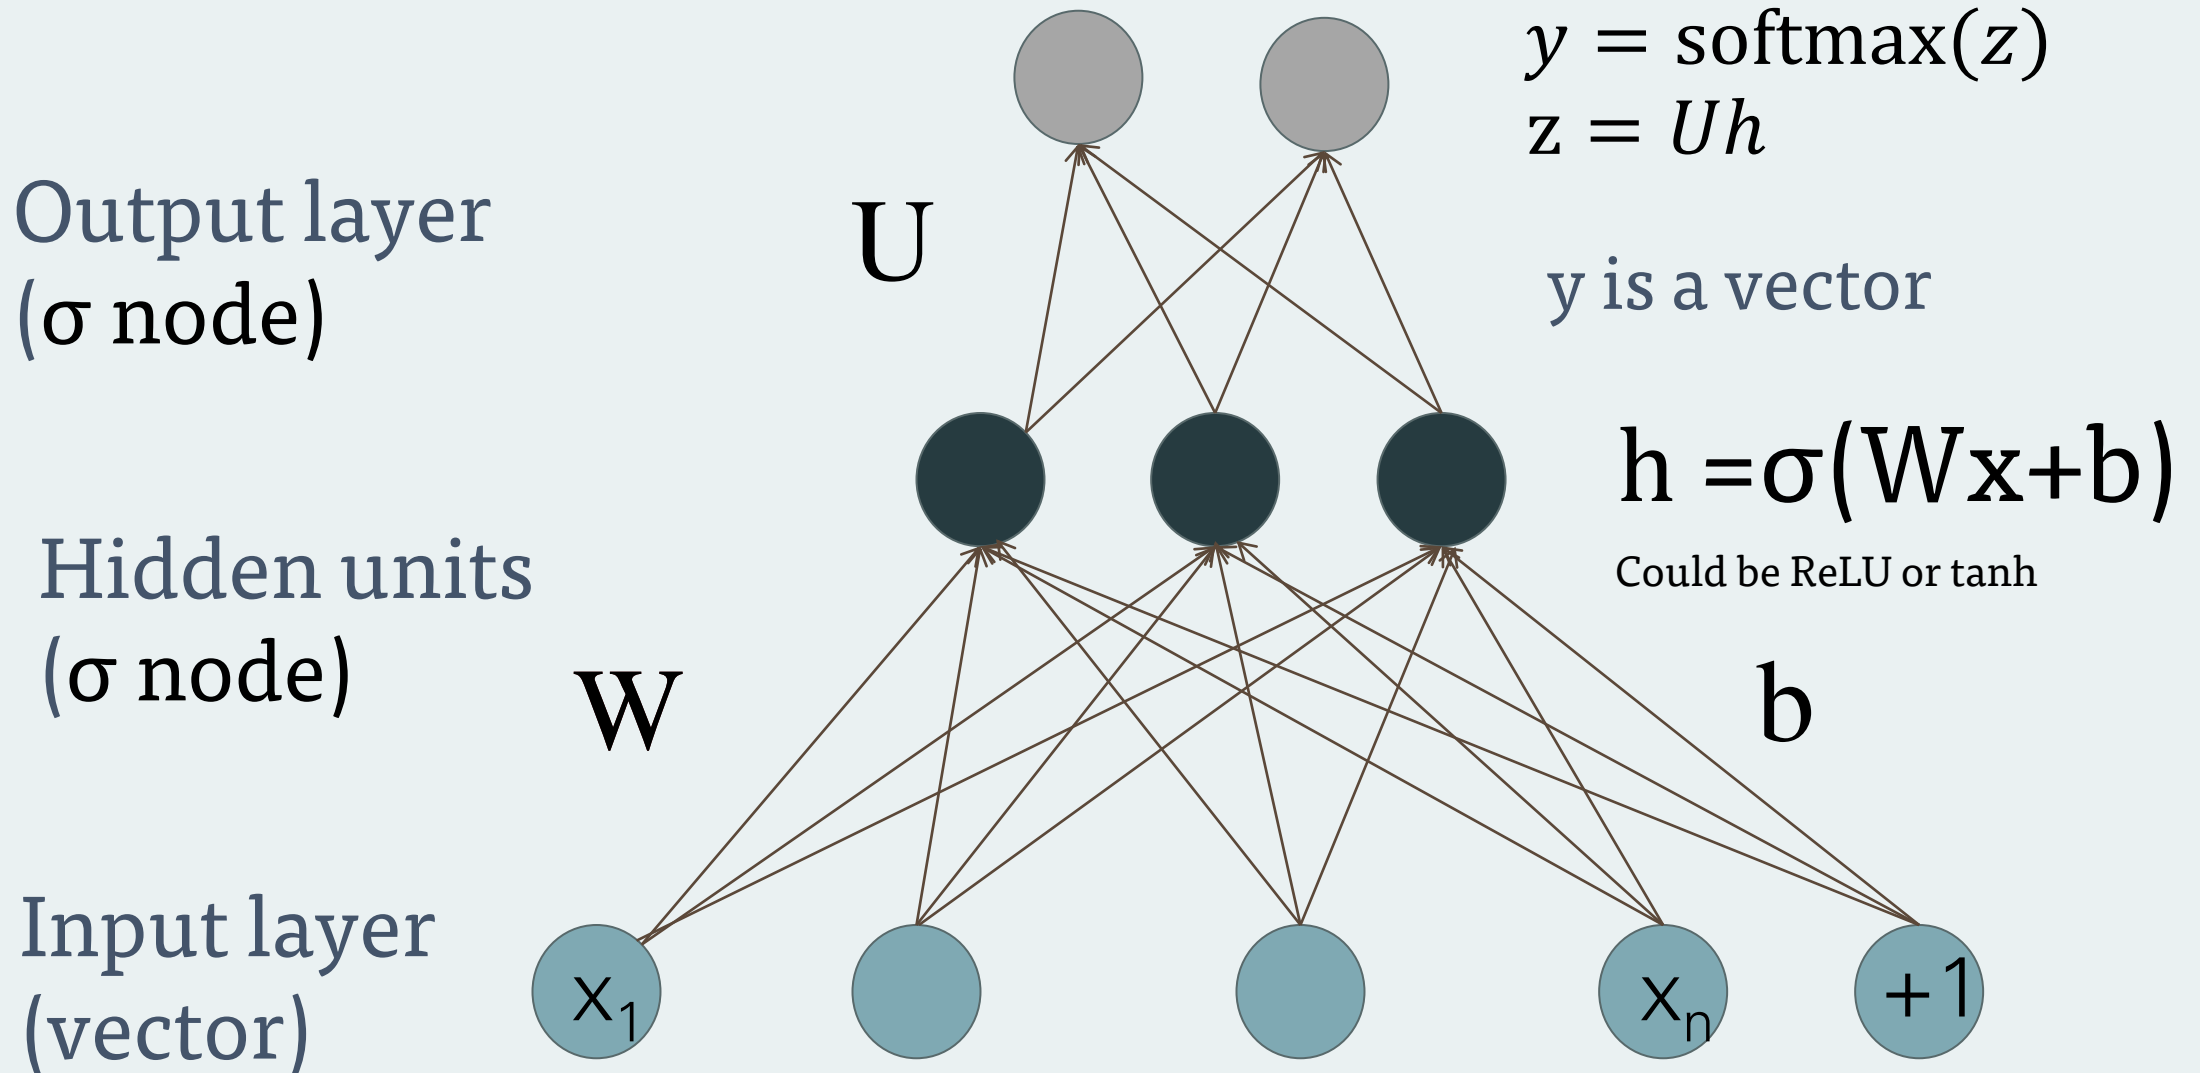 y = softmax(z)
z = Uh
Output layer
(σ node)
U
y is a vector
h =σ(Wx+b)
Could be ReLU or tanh
Hidden units
(σ node)
W
b
Input layer
(vector)
x₁
xₙ
+1